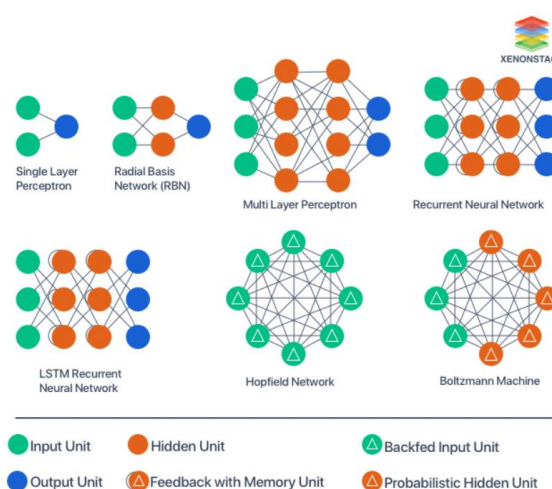 XENONSTAC
Single Layer
Perceptron
Radial Basis
Network (RBN)
Multi Layer Perceptron
Recurrent Neural Network
LSTM Recurrent
Neural Network
Hopfield Network
Boltzmann Machine
Input Unit
Hidden Unit
Backfed Input Unit
Output Unit
Feedback with Memory Unit
Probabilistic Hidden Unit